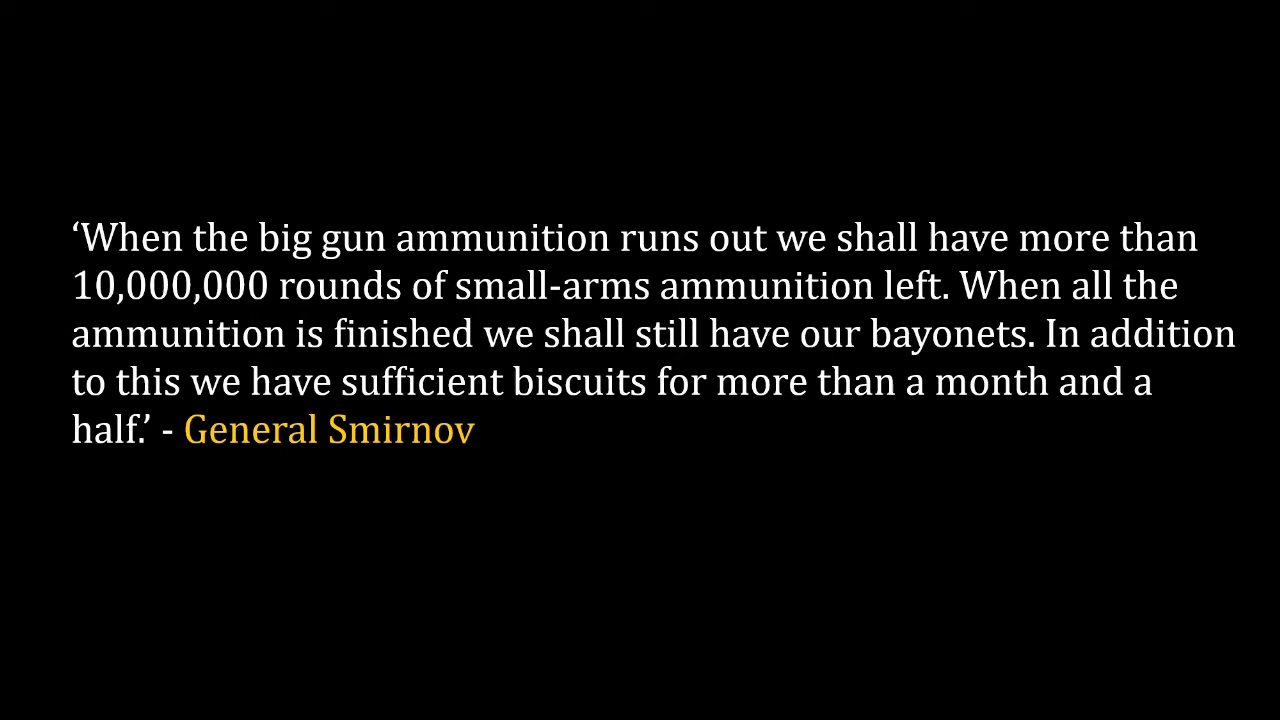 ‘When the big gun ammunition runs out we shall have more than
10,000,000 rounds of small-arms ammunition left. When all the
ammunition is finished we shall still have our bayonets. In addition
to this we have sufficient biscuits for more than a month and a
half.’ - General Smirnov